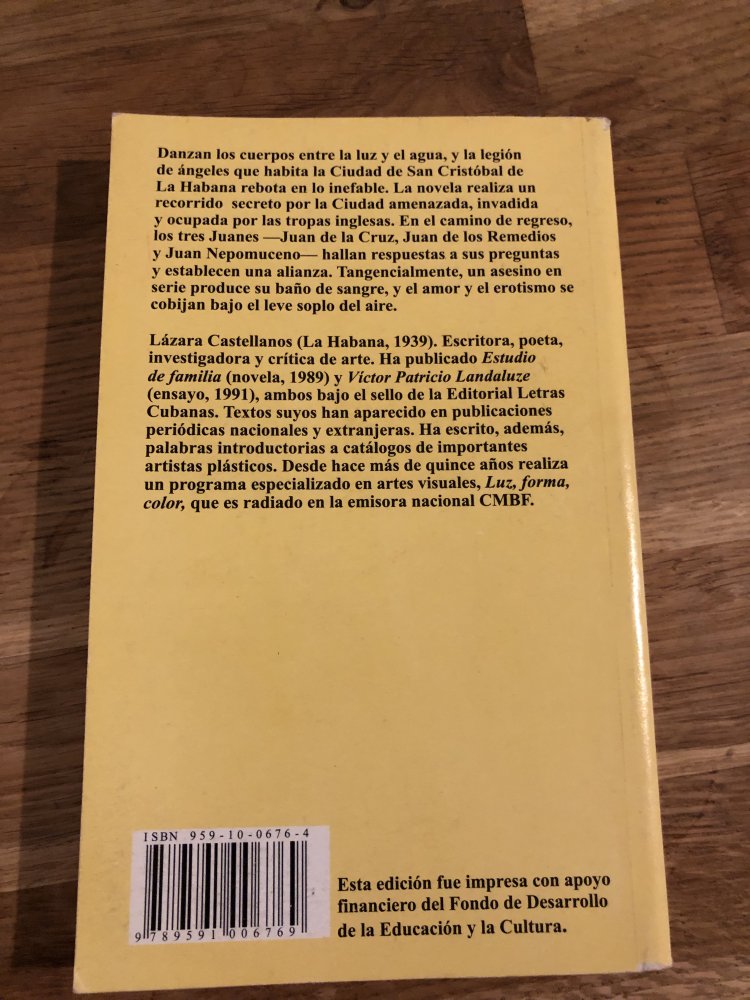 Danzan los cuerpos entre la luz y el agua, y la legión
de ángeles que habita la Ciudad de San Cristóbal de
La Habana rebota en lo inefable. La novela realiza un
recorrido secreto por la Ciudad amenazada, invadida
y ocupada por las tropas inglesas. En el camino de regreso,
los tres Juanes —Juan de la Cruz, Juan de los Remedios
y Juan Nepomuceno— hallan respuestas a sus preguntas
y establecen una alianza. Tangencialmente, un asesino en
serie produce su baño de sangre, y el amor y el erotismo se
cobijan bajo el leve soplo del aire.
Lázara Castellanos (La Habana, 1939). Escritora, poeta,
investigadora y crítica de arte. Ha publicado Estudio
de familia (novela, 1989) y Víctor Patricio Landaluze
(ensayo, 1991), ambos bajo el sello de la Editorial Letras
Cubanas. Textos suyos han aparecido en publicaciones
periódicas nacionales y extranjeras. Ha escrito, además,
palabras introductorias a catálogos de importantes
artistas plásticos. Desde hace más de quince años realiza
un programa especializado en artes visuales, Luz, forma,
color, que es radiado en la emisora nacional CMBF.
ISBN 959-10-0676-4
9 789591 006769
Esta edición fue impresa con apoyo
financiero del Fondo de Desarrollo
de la Educación y la Cultura.